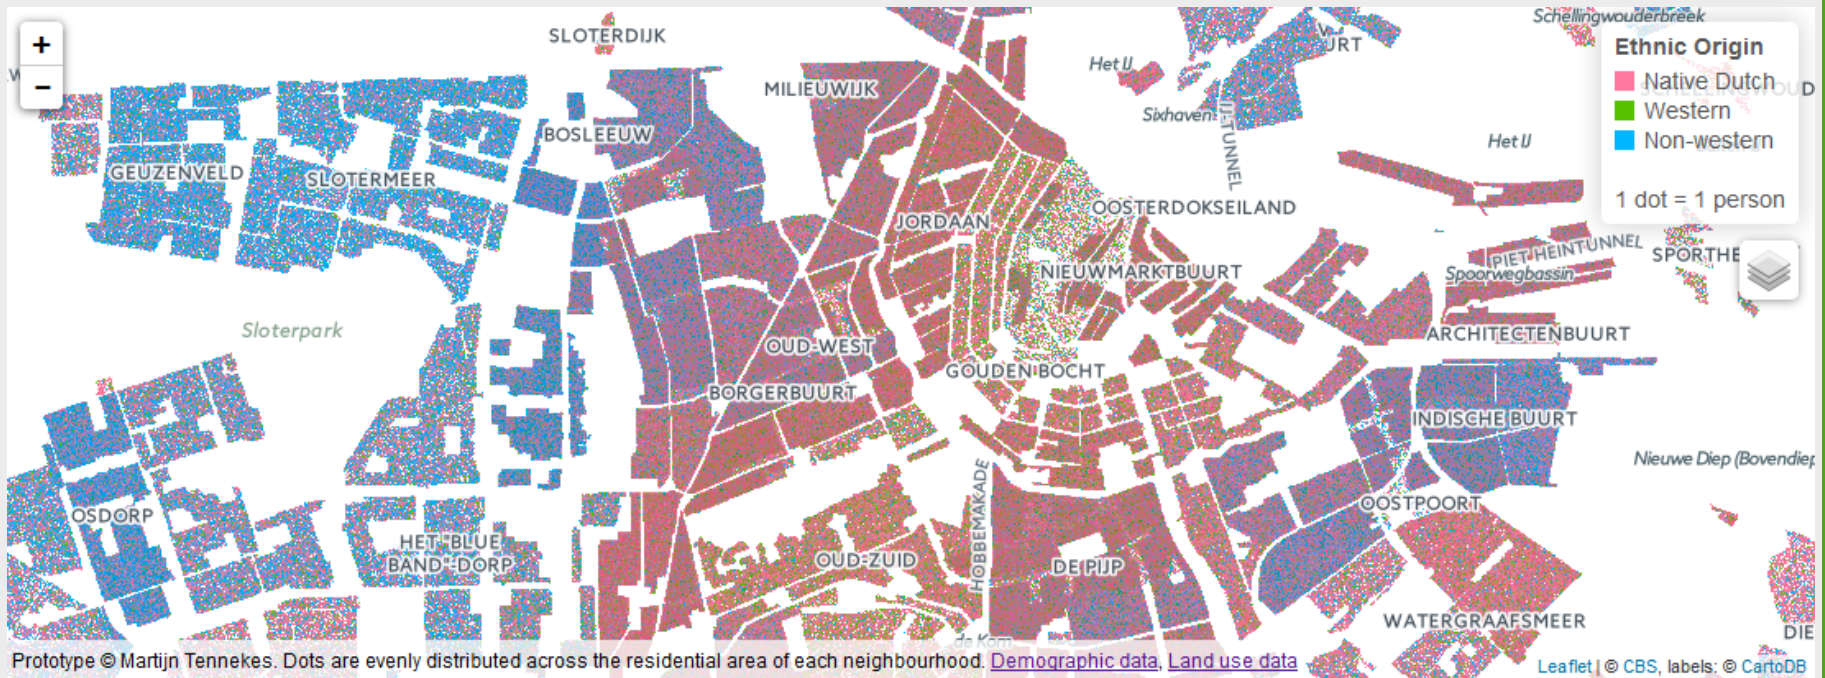 +
−
SLOTERDIJK
Schellingwouderbreek
Het IJ
MILIEUWIJK
Sixhaven
IJ-TUNNEL
Het IJ
Ethnic Origin
Native Dutch
Western
Non-western
1 dot = 1 person
BOSLEEUW
GEUZENVELD
SLOTERMEER
JORDAAN
OOSTERDOKSEILAND
NIEUWMARKTBUURT
PIET HEINTUNNEL
Spoorwegbassin
SPORTHE
Sloterpark
OUD-WEST
ARCHITECTENBUURT
GOUDEN BOCHT
BORGERBUURT
INDISCHE BUURT
Nieuwe Diep (Bovendiep
HOBBEMAKADE
OSDORP
OOSTPOORT
HET "BLUE
BAND"-DORP
OUD-ZUID
DE PIJP
WATERGRAAFSMEER
DIE
de Kom
Prototype © Martijn Tennekes. Dots are evenly distributed across the residential area of each neighbourhood. Demographic data, Land use data
Leaflet | © CBS, labels: © CartoDB